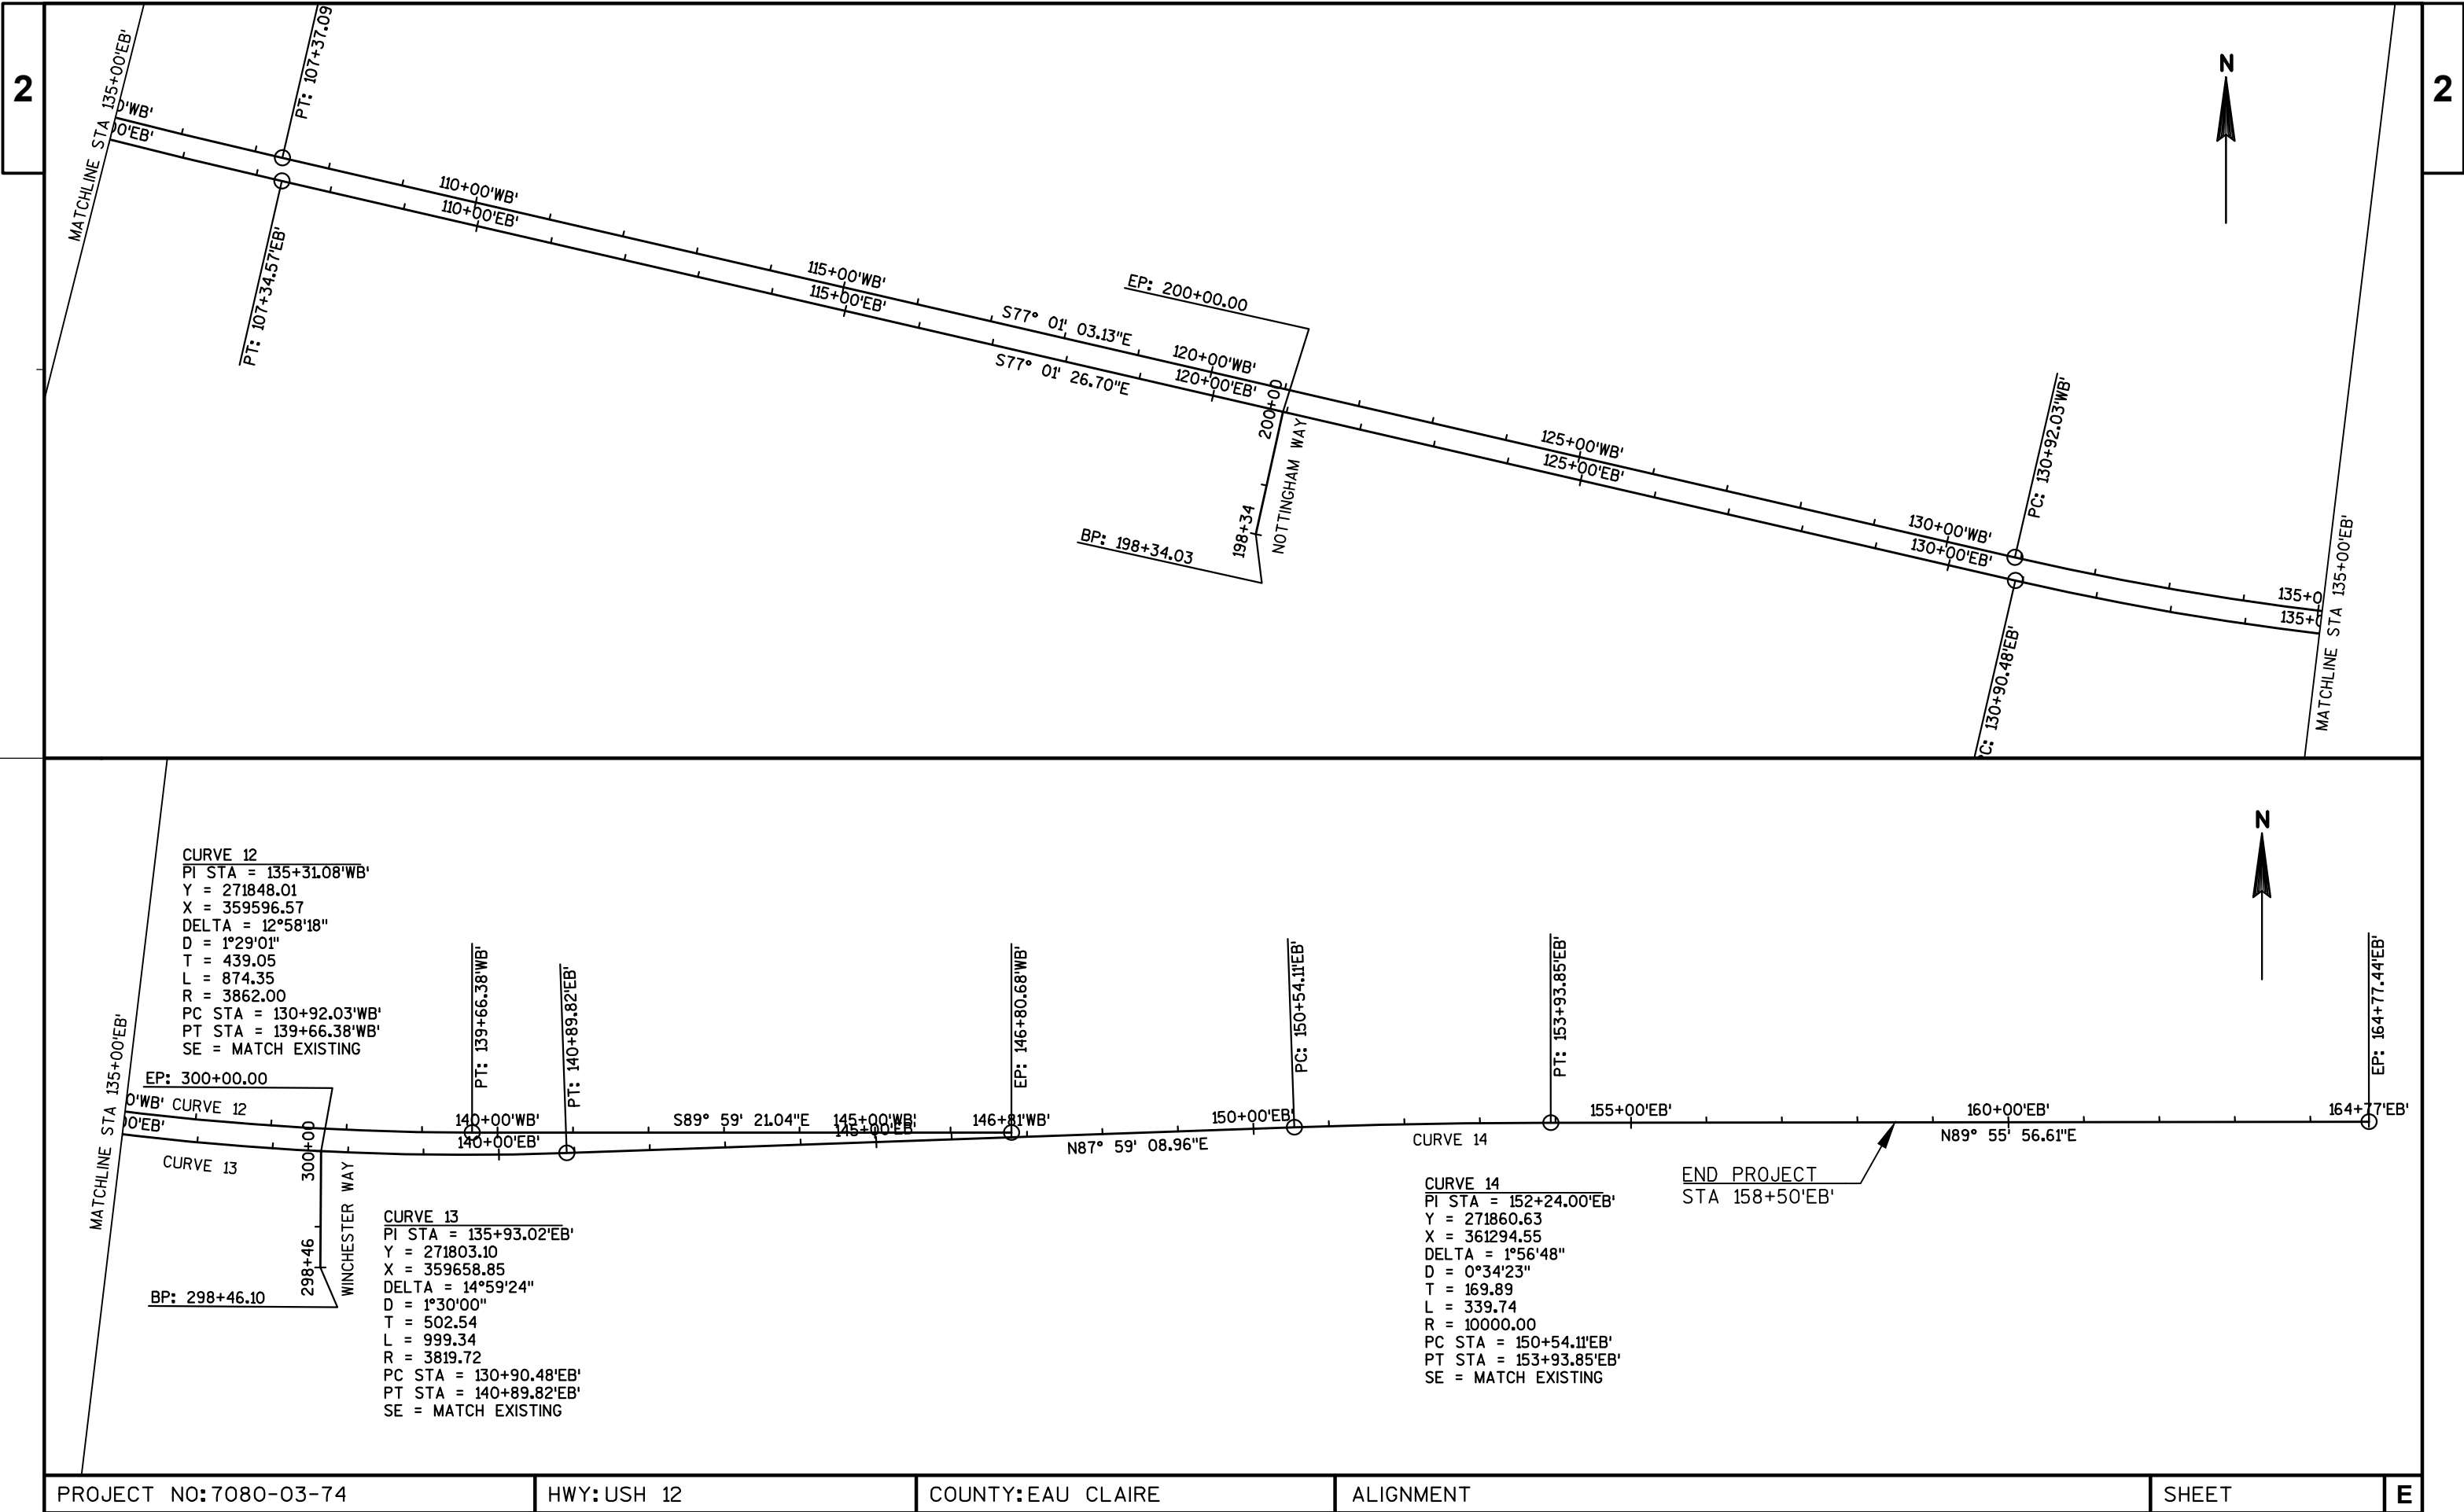 2
2
MATCHLINE STA 135+00'EB'
PT: 107+37.09
0'WB'
00'EB'
PT: 107+34.57'EB'
110+00'WB'
110+00'EB'
115+00'WB'
115+00'EB'
EP: 200+00.00
S77° 01' 03.13"E
S77° 01' 26.70"E
120+00'WB'
120+00'EB'
200+00
198+34
NOTTINGHAM WAY
BP: 198+34.03
125+00'WB'
125+00'EB'
130+00'WB'
130+00'EB'
PC: 130+92.03'WB'
PC: 130+90.48'EB'
135+0
135+0
MATCHLINE STA 135+00'EB'
N
N
CURVE 12
PI STA = 135+31.08'WB'
Y = 271848.01
X = 359596.57
DELTA = 12°58'18"
D = 1°29'01"
T = 439.05
L = 874.35
R = 3862.00
PC STA = 130+92.03'WB'
PT STA = 139+66.38'WB'
SE = MATCH EXISTING
MATCHLINE STA 135+00'EB'
EP: 300+00.00
0'WB' CURVE 12
00'EB'
CURVE 13
300+00
298+46
WINCHESTER WAY
BP: 298+46.10
PT: 139+66.38'WB'
PT: 140+89.82'EB'
140+00'WB'
140+00'EB'
S89° 59' 21.04"E
145+00'WB'
145+00'EB'
EP: 146+80.68'WB'
146+81'WB'
N87° 59' 08.96"E
150+00'EB'
PC: 150+54.11'EB'
CURVE 14
PT: 153+93.85'EB'
155+00'EB'
160+00'EB'
N89° 55' 56.61"E
EP: 164+77.44'EB'
164+77'EB'
END PROJECT
STA 158+50'EB'
CURVE 13
PI STA = 135+93.02'EB'
Y = 271803.10
X = 359658.85
DELTA = 14°59'24"
D = 1°30'00"
T = 502.54
L = 999.34
R = 3819.72
PC STA = 130+90.48'EB'
PT STA = 140+89.82'EB'
SE = MATCH EXISTING
CURVE 14
PI STA = 152+24.00'EB'
Y = 271860.63
X = 361294.55
DELTA = 1°56'48"
D = 0°34'23"
T = 169.89
L = 339.74
R = 10000.00
PC STA = 150+54.11'EB'
PT STA = 153+93.85'EB'
SE = MATCH EXISTING
PROJECT NO:7080-03-74
HWY:USH 12
COUNTY:EAU CLAIRE
ALIGNMENT
SHEET
E